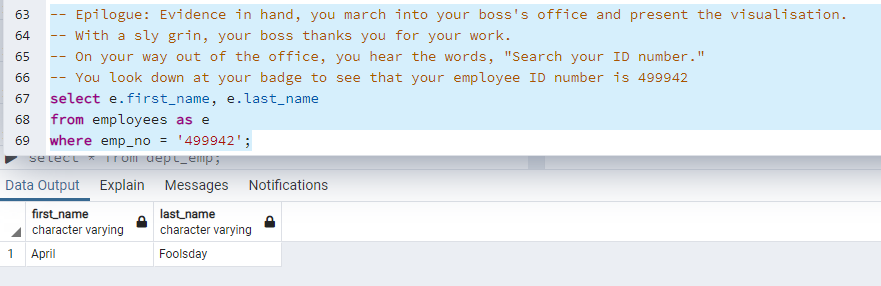 63 -- Epilogue: Evidence in hand, you march into your boss's office and present the visualisation.
64 -- With a sly grin, your boss thanks you for your work.
65 -- On your way out of the office, you hear the words, "Search your ID number."
66 -- You look down at your badge to see that your employee ID number is 499942
67 select e.first_name, e.last_name
68 from employees as e
69 where emp_no = '499942';
select * from dept_emp;
Data Output Explain Messages Notifications
first_name last_name
character varying character varying
1 April Foolsday